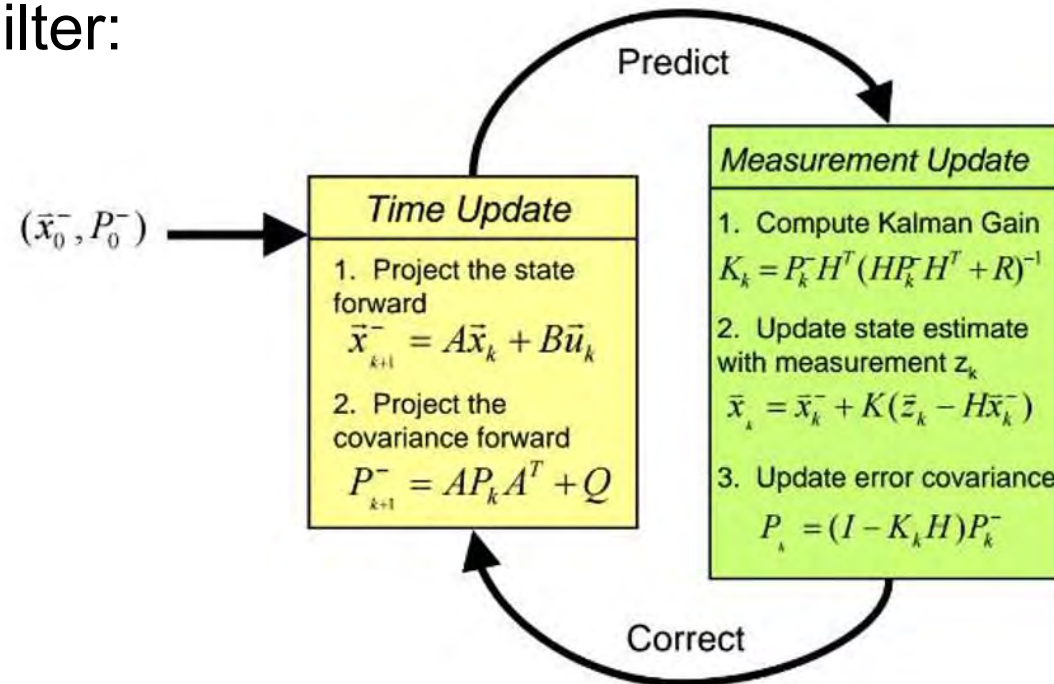 ilter:
Predict
(x⃗₀⁻, P₀⁻)
Time Update
1. Project the state
forward
x⃗ₖ₊₁⁻ = Ax⃗ₖ + Bu⃗ₖ
2. Project the
covariance forward
Pₖ₊₁⁻ = APₖAᵀ + Q
Measurement Update
1. Compute Kalman Gain
Kₖ = Pₖ⁻Hᵀ(HPₖ⁻Hᵀ + R)⁻¹
2. Update state estimate
with measurement zₖ
x⃗ₖ = x⃗ₖ⁻ + K(z⃗ₖ − Hx⃗ₖ⁻)
3. Update error covariance
Pₖ = (I − KₖH)Pₖ⁻
Correct